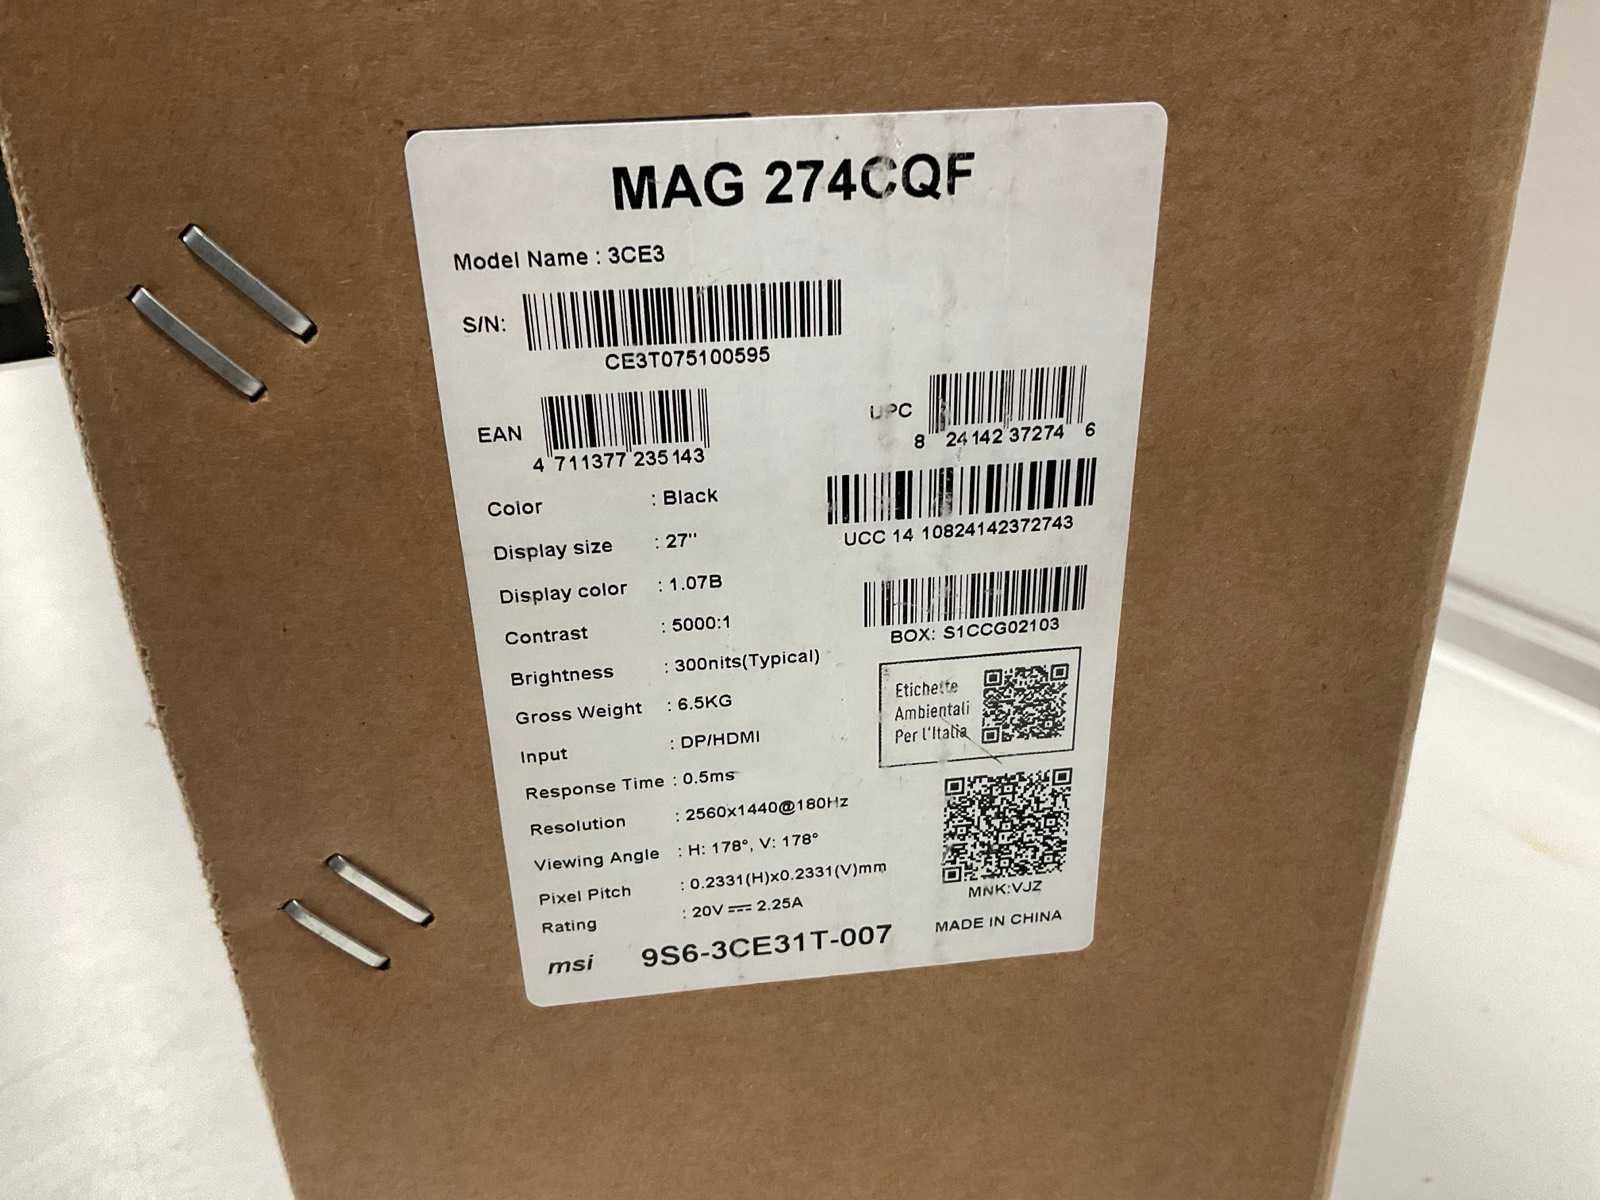 MAG 274CQF
Model Name : 3CE3
S/N:
CE3T075100595
EAN
4 711377 235143
UPC
8 24142 37274 6
UCC 14 10824142372743
BOX: S1CCG02103
Color : Black
Display size : 27"
Display color : 1.07B
Contrast : 5000:1
Brightness : 300nits(Typical)
Gross Weight : 6.5KG
Input : DP/HDMI
Response Time : 0.5ms
Resolution : 2560x1440@180Hz
Viewing Angle : H: 178°, V: 178°
Pixel Pitch : 0.2331(H)x0.2331(V)mm
Rating : 20V ⎓ 2.25A
Etichette
Ambientali
Per l'Italia
MNK:VJZ
msi 9S6-3CE31T-007 MADE IN CHINA